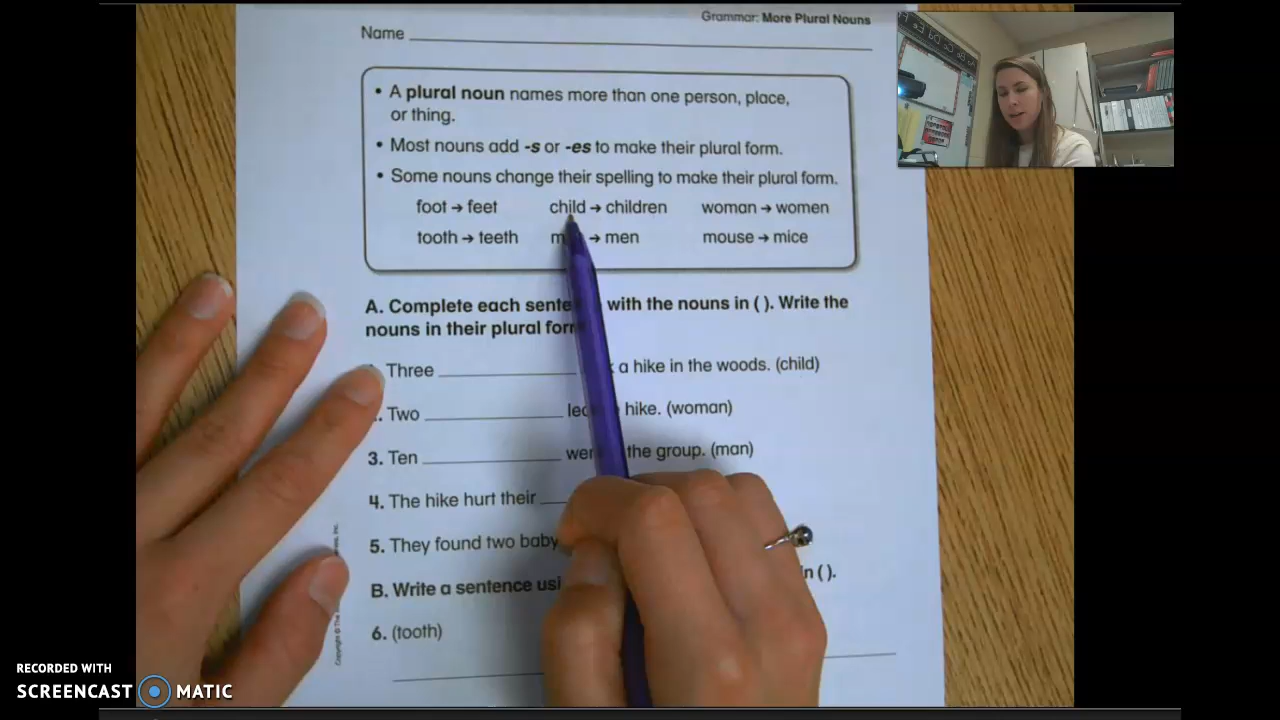 Grammar: More Plural Nouns
Name
• A plural noun names more than one person, place,
or thing.
• Most nouns add -s or -es to make their plural form.
• Some nouns change their spelling to make their plural form.
foot → feet child → children woman → women
tooth → teeth → men mouse → mice
A. Complete each with the nouns in ( ). Write the
nouns in their plural
Three a hike in the woods. (child)
Two hike. (woman)
3. Ten the group. (man)
4. The hike hurt their
5. They found two baby
B. Write a sentence in ( ).
6. (tooth)
RECORDED WITH
SCREENCAST MATIC